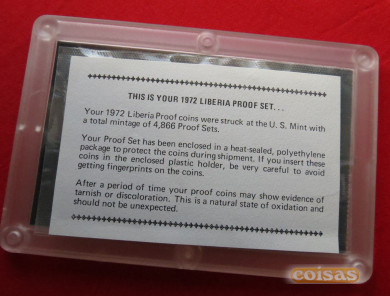 THIS IS YOUR 1972 LIBERIA PROOF SET. . .
Your 1972 Liberia Proof coins were struck at the U. S. Mint with
a total mintage of 4,866 Proof Sets.
Your Proof Set has been enclosed in a heat-sealed, polyethylene
package to protect the coins during shipment. If you insert these
coins in the enclosed plastic holder, be very careful to avoid
getting fingerprints on the coins.
After a period of time your proof coins may show evidence of
tarnish or discoloration. This is a natural state of oxidation and
should not be unexpected.
coisas